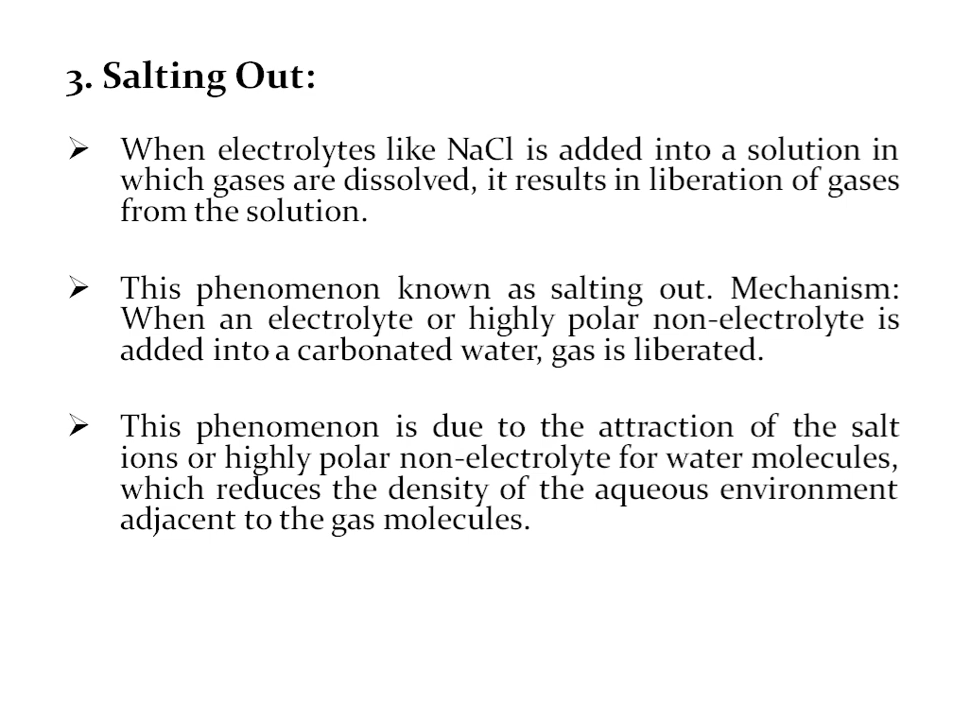 3. Salting Out:
➢ When electrolytes like NaCl is added into a solution in
which gases are dissolved, it results in liberation of gases
from the solution.
➢ This phenomenon known as salting out. Mechanism:
When an electrolyte or highly polar non-electrolyte is
added into a carbonated water, gas is liberated.
➢ This phenomenon is due to the attraction of the salt
ions or highly polar non-electrolyte for water molecules,
which reduces the density of the aqueous environment
adjacent to the gas molecules.